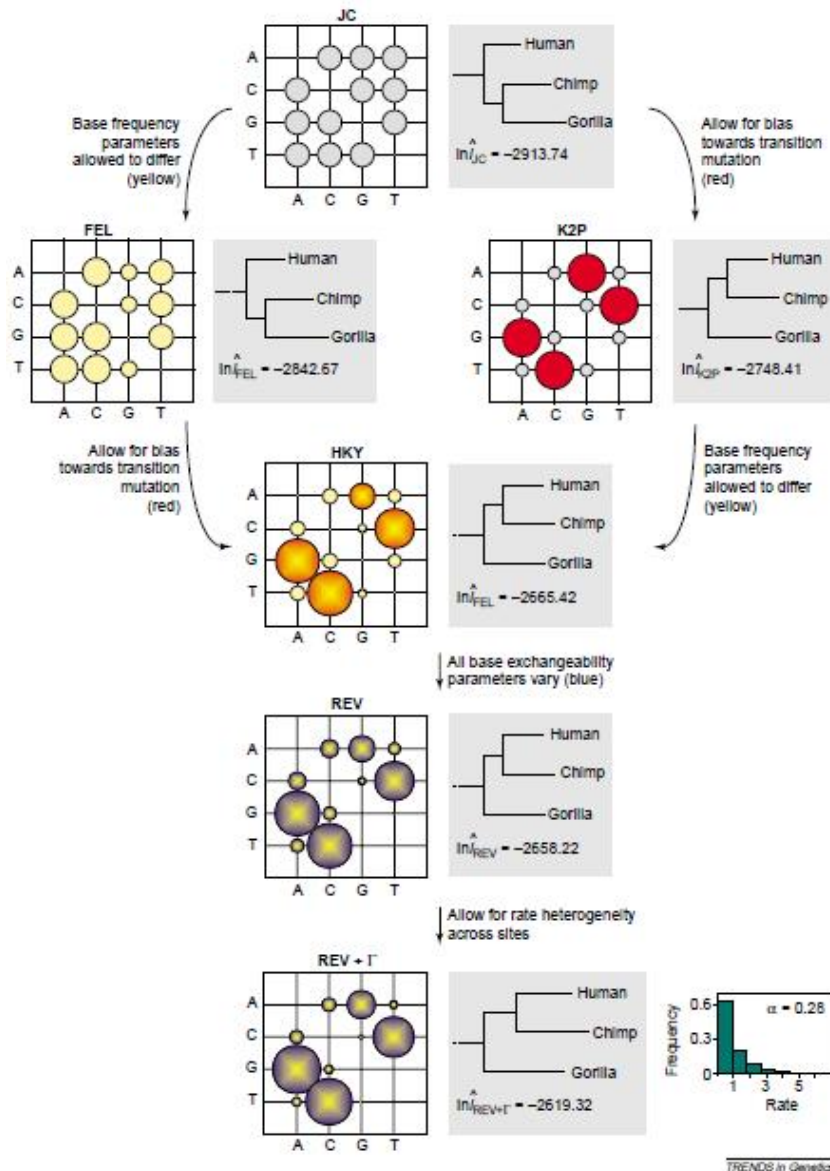 JC
A
C
G
T
A C G T
Human
Chimp
Gorilla
ln l̂JC = –2913.74
Base frequency
parameters
allowed to differ
(yellow)
Allow for bias
towards transition
mutation
(red)
FEL
A
C
G
T
A C G T
Human
Chimp
Gorilla
ln l̂FEL = –2842.67
K2P
A
C
G
T
A C G T
Human
Chimp
Gorilla
ln l̂K2P = –2748.41
Allow for bias
towards transition
mutation
(red)
Base frequency
parameters
allowed to differ
(yellow)
HKY
A
C
G
T
A C G T
Human
Chimp
Gorilla
ln l̂FEL = –2665.42
All base exchangeability
parameters vary (blue)
REV
A
C
G
T
A C G T
Human
Chimp
Gorilla
ln l̂REV = –2658.22
Allow for rate heterogeneity
across sites
REV + Γ
A
C
G
T
A C G T
Human
Chimp
Gorilla
ln l̂REV+Γ = –2619.32
Frequency
0.6
0.3
0
α = 0.28
1 3 5
Rate
TRENDS in Genetics